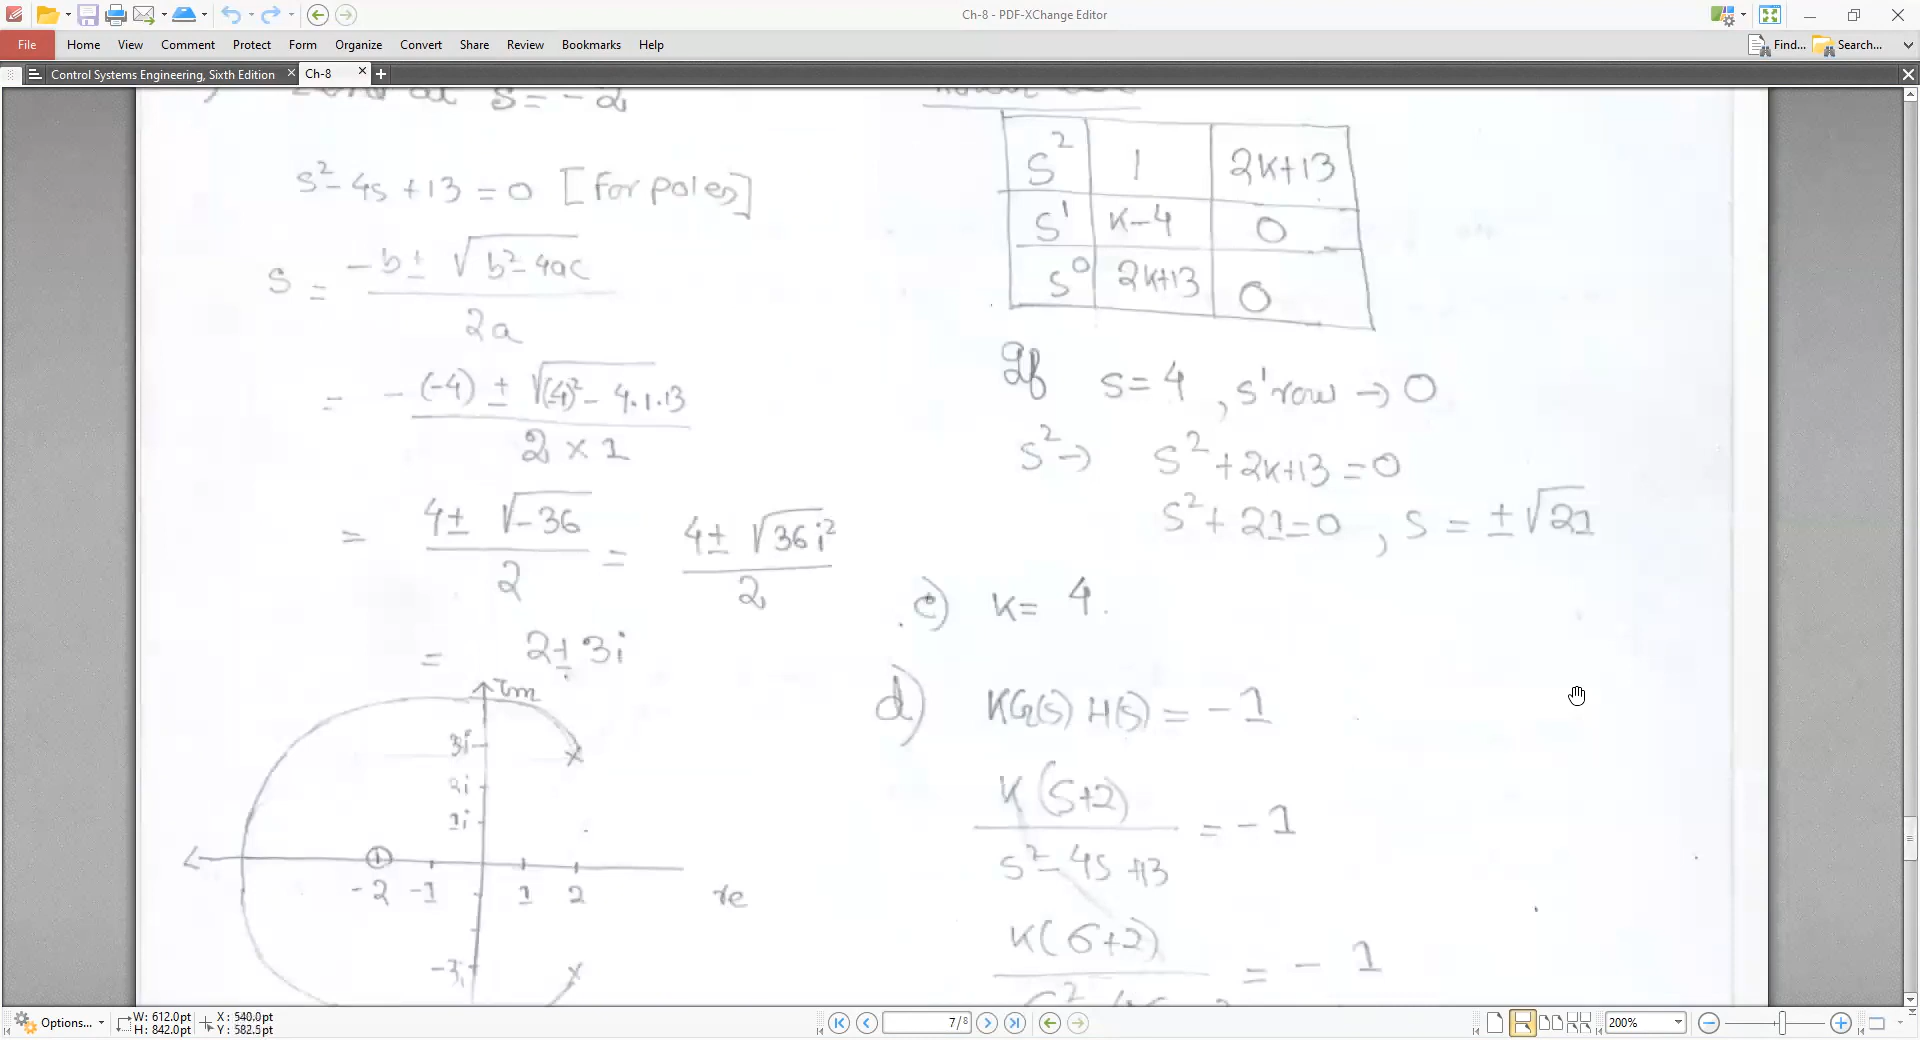 Ch-8 - PDF-XChange Editor
File Home View Comment Protect Form Organize Convert Share Review Bookmarks Help
Find... Search...
Control Systems Engineering, Sixth Edition Ch-8
s = -2
s² - 4s + 13 = 0 [For poles]
s = -b ± √b² - 4ac / 2a
= -(-4) ± √(-4)² - 4.1.13 / 2 × 1
= 4 ± √-36 / 2 = 4 ± √36i² / 2
= 2 ± 3i
Im
3i
2i
1i
-2 -1 1 2 re
-3i
s² 1 2K+13
s¹ K-4 0
s⁰ 2K+13 0
If s = 4, s' row → 0
s² → s² + 2K+13 = 0
s² + 21 = 0, s = ± √21
c) K = 4.
d) KG(s) H(s) = -1
K (s+2) / s² - 4s + 13 = -1
K(σ+2) = -1
Options...
W: 612.0pt
H: 842.0pt
X: 540.0pt
Y: 582.5pt
7/8
200%